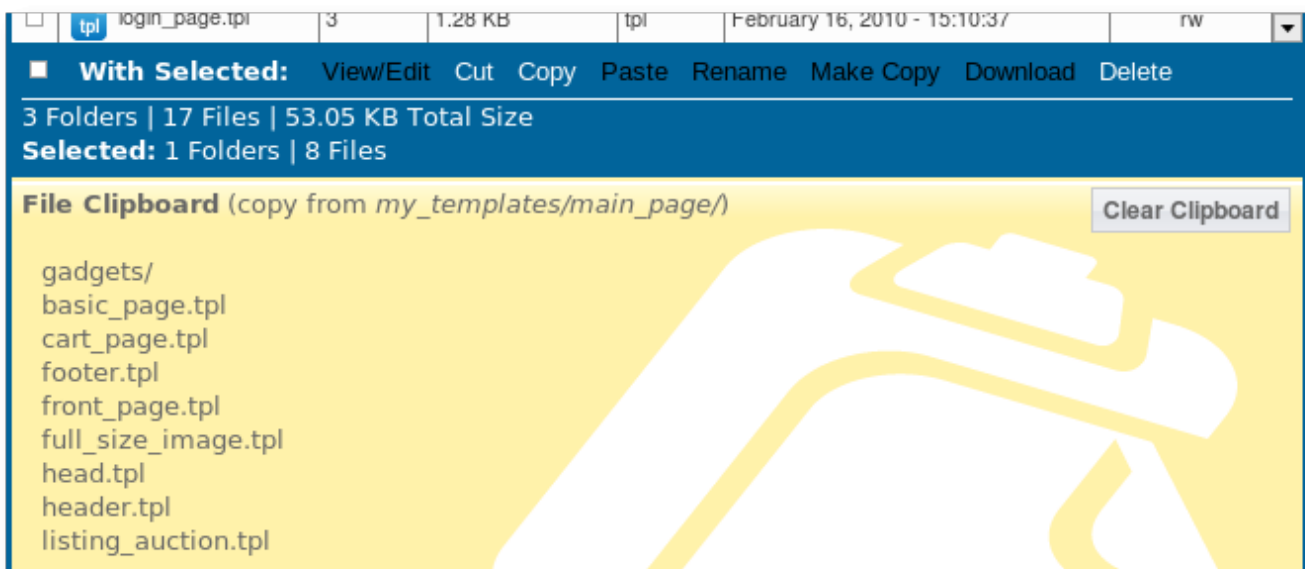 tpl login_page.tpl 3 1.28 KB tpl February 16, 2010 - 15:10:37 rw
With Selected: View/Edit Cut Copy Paste Rename Make Copy Download Delete
3 Folders | 17 Files | 53.05 KB Total Size
Selected: 1 Folders | 8 Files
File Clipboard (copy from my_templates/main_page/) Clear Clipboard
gadgets/
basic_page.tpl
cart_page.tpl
footer.tpl
front_page.tpl
full_size_image.tpl
head.tpl
header.tpl
listing_auction.tpl